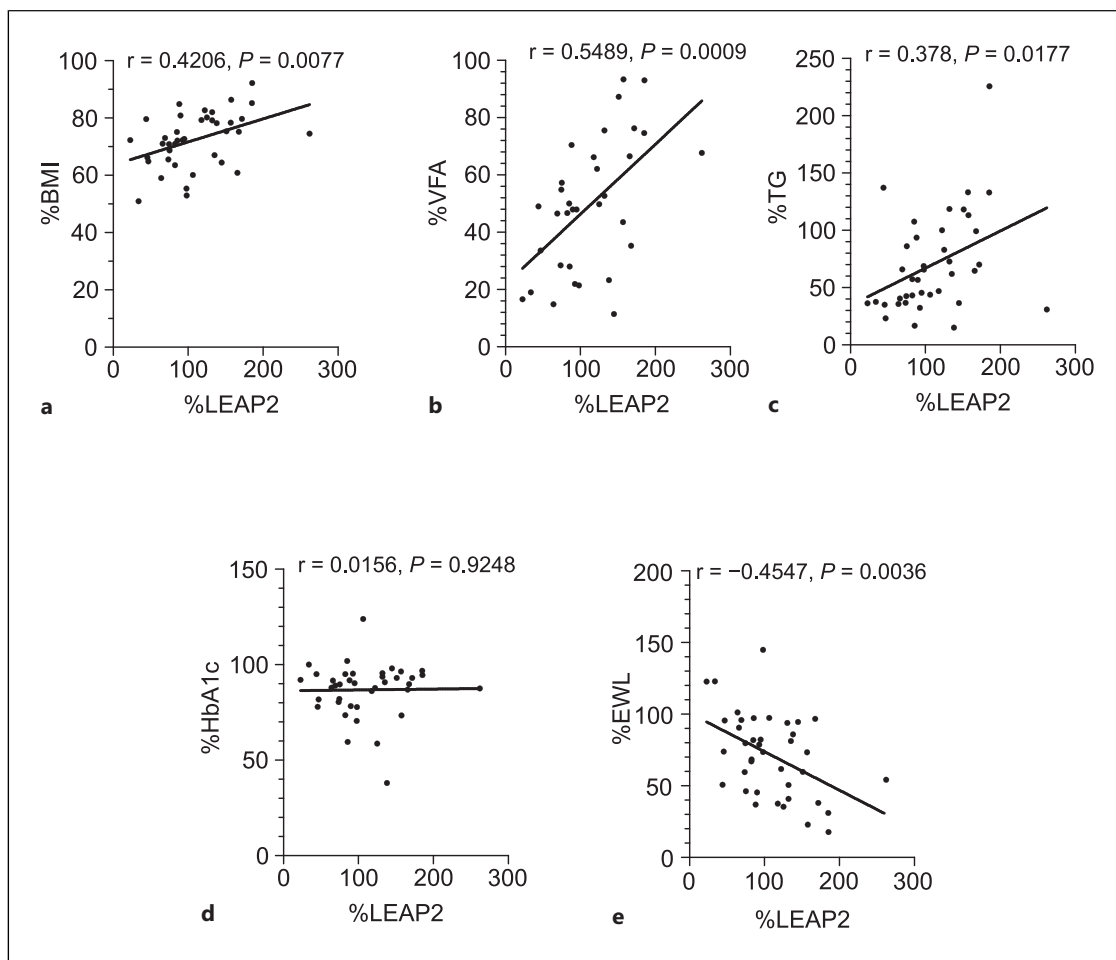 r = 0.4206, P = 0.0077
100
80
60
40
20
0
%BMI
0 100 200 300
%LEAP2
a
r = 0.5489, P = 0.0009
100
80
60
40
20
0
%VFA
0 100 200 300
%LEAP2
b
r = 0.378, P = 0.0177
250
200
150
100
50
0
%TG
0 100 200 300
%LEAP2
c
r = 0.0156, P = 0.9248
150
100
50
0
%HbA1c
0 100 200 300
%LEAP2
d
r = −0.4547, P = 0.0036
200
150
100
50
0
%EWL
0 100 200 300
%LEAP2
e